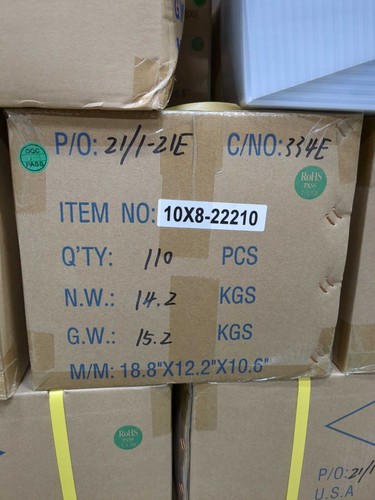 P/O: 21/1-21E C/NO: 334E
QC PASS
RoHS
PASS
ITEM NO: 10X8-22210
Q'TY: 110 PCS
N.W.: 14.2 KGS
G.W.: 15.2 KGS
M/M: 18.8"X12.2"X10.6"
RoHS
P/O: 21/1
U.S.A